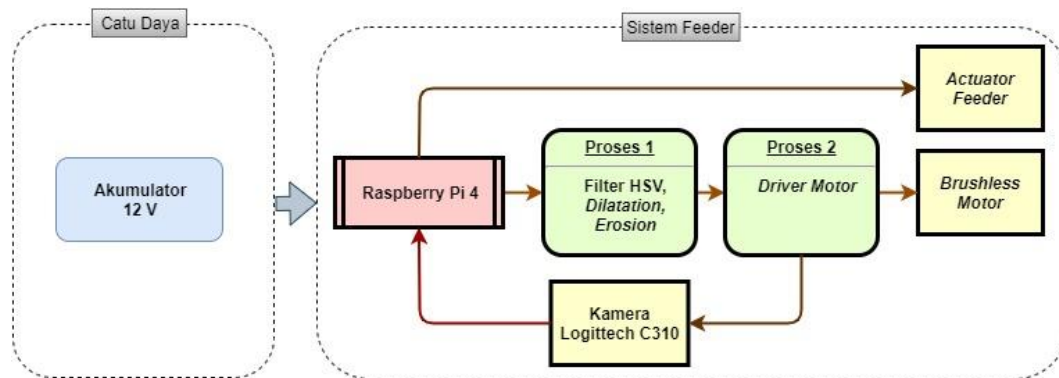 Catu Daya
Sistem Feeder
Akumulator
12 V
Raspberry Pi 4
Proses 1
Filter HSV,
Dilatation,
Erosion
Proses 2
Driver Motor
Actuator
Feeder
Brushless
Motor
Kamera
Logittech C310